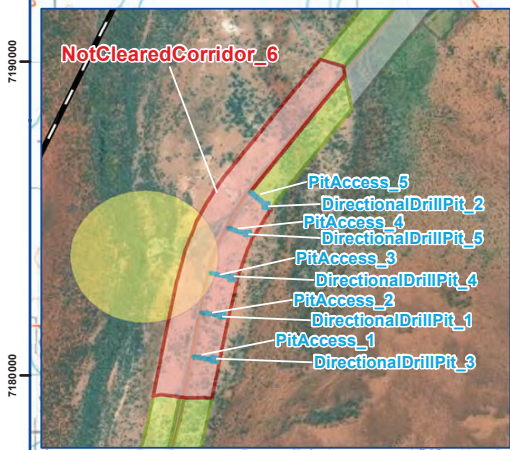 7190000
NotClearedCorridor_6
PitAccess_5
DirectionalDrillPit_2
PitAccess_4
DirectionalDrillPit_5
PitAccess_3
DirectionalDrillPit_4
PitAccess_2
DirectionalDrillPit_1
PitAccess_1
DirectionalDrillPit_3
7180000